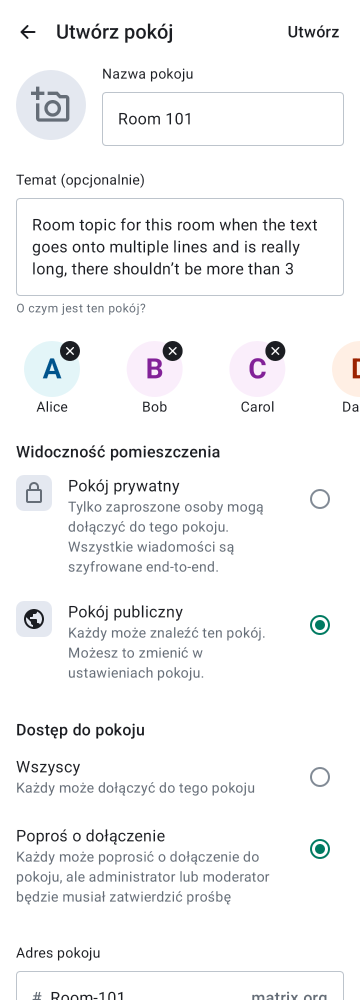 Utwórz pokój
Utwórz
Nazwa pokoju
Room 101
Temat (opcjonalnie)
Room topic for this room when the text
goes onto multiple lines and is really
long, there shouldn’t be more than 3
O czym jest ten pokój?
A B C
Alice Bob Carol Da
Widoczność pomieszczenia
Pokój prywatny
Tylko zaproszone osoby mogą
dołączyć do tego pokoju.
Wszystkie wiadomości są
szyfrowane end-to-end.
Pokój publiczny
Każdy może znaleźć ten pokój.
Możesz to zmienić w
ustawieniach pokoju.
Dostęp do pokoju
Wszyscy
Każdy może dołączyć do tego pokoju
Poproś o dołączenie
Każdy może poprosić o dołączenie do
pokoju, ale administrator lub moderator
będzie musiał zatwierdzić prośbę
Adres pokoju
# Room-101 matrix.org